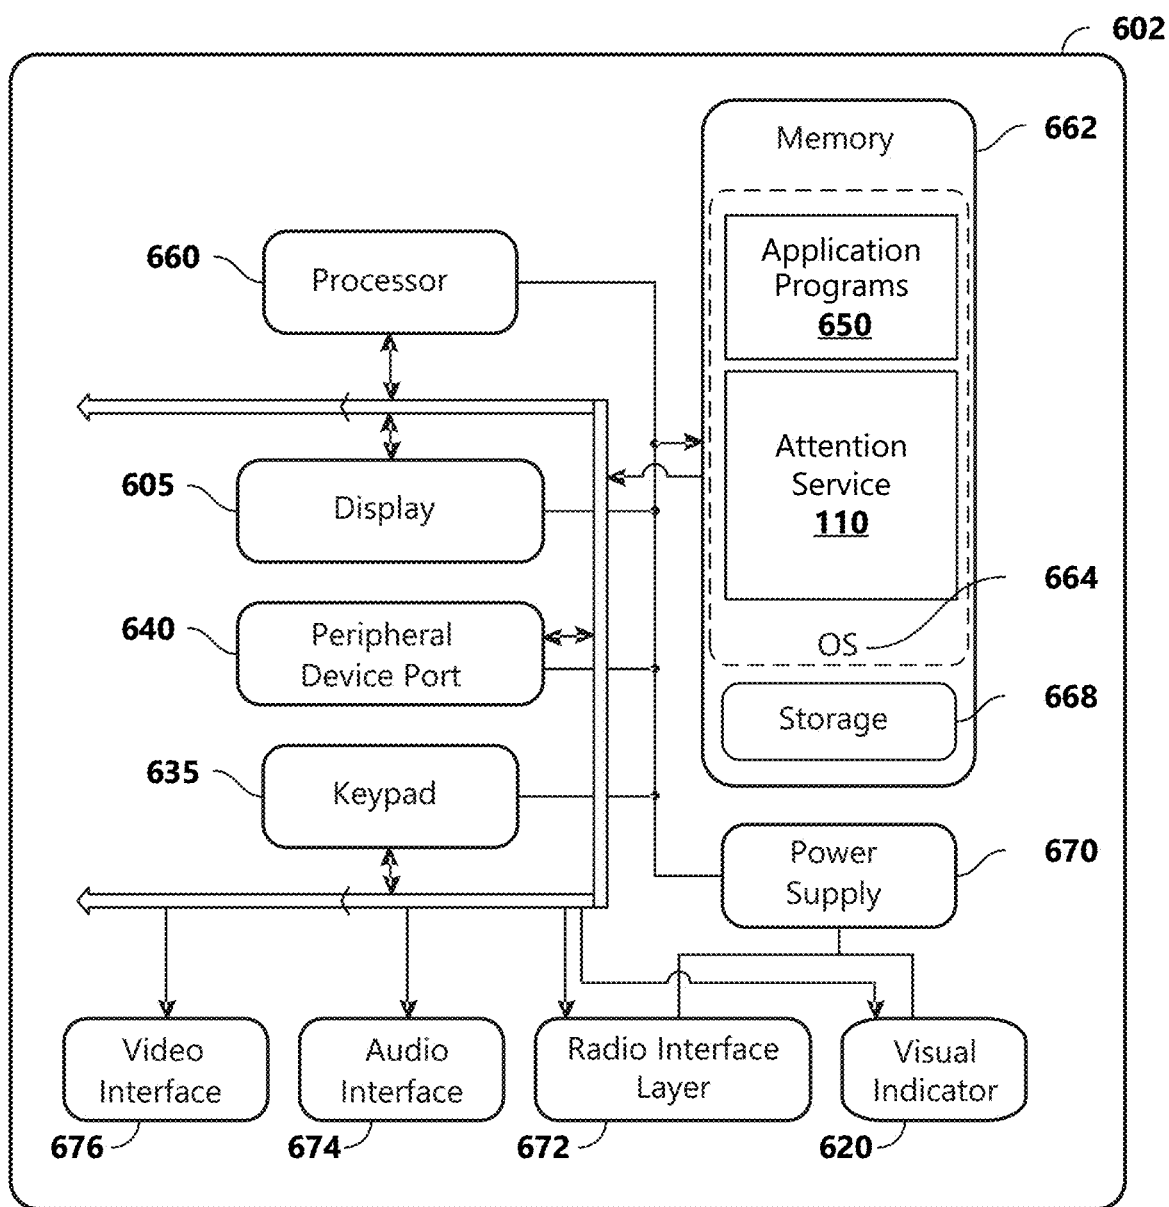 602
Memory
662
Application
Programs
650
660
Processor
Attention
Service
110
605
Display
664
640
Peripheral
Device Port
OS
668
Storage
635
Keypad
Power
Supply
670
Video
Interface
Audio
Interface
Radio Interface
Layer
Visual
Indicator
676
674
672
620